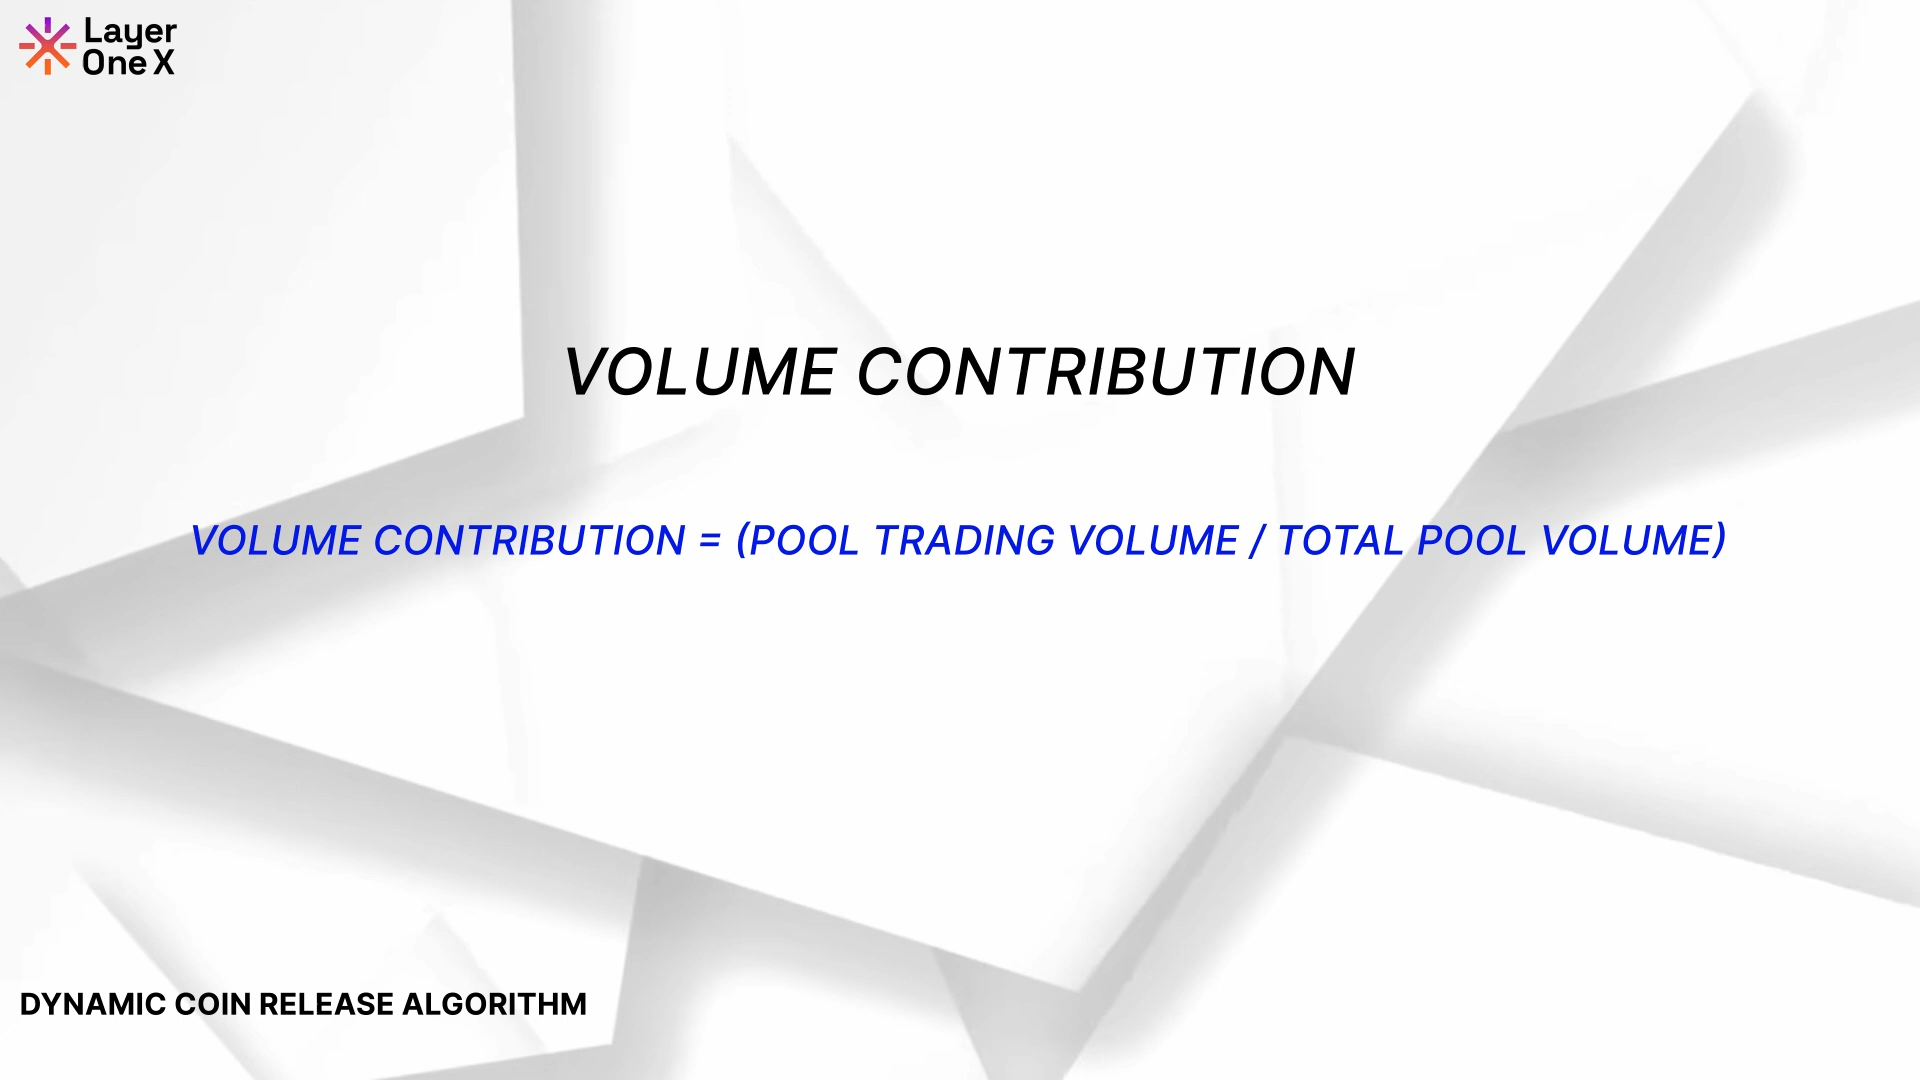 Layer
One X
VOLUME CONTRIBUTION
VOLUME CONTRIBUTION = (POOL TRADING VOLUME / TOTAL POOL VOLUME)
DYNAMIC COIN RELEASE ALGORITHM